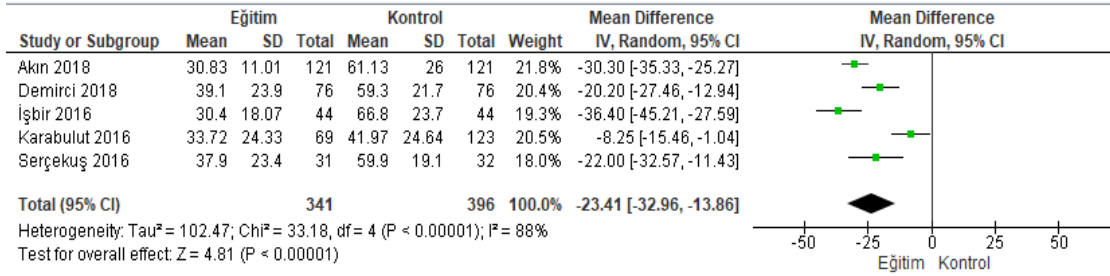 Eğitim Kontrol Mean Difference Mean Difference
Study or Subgroup Mean SD Total Mean SD Total Weight IV, Random, 95% CI IV, Random, 95% CI
Akın 2018 30.83 11.01 121 61.13 26 121 21.8% -30.30 [-35.33, -25.27]
Demirci 2018 39.1 23.9 76 59.3 21.7 76 20.4% -20.20 [-27.46, -12.94]
İşbir 2016 30.4 18.07 44 66.8 23.7 44 19.3% -36.40 [-45.21, -27.59]
Karabulut 2016 33.72 24.33 69 41.97 24.64 123 20.5% -8.25 [-15.46, -1.04]
Serçekuş 2016 37.9 23.4 31 59.9 19.1 32 18.0% -22.00 [-32.57, -11.43]
Total (95% CI) 341 396 100.0% -23.41 [-32.96, -13.86]
Heterogeneity: Tau² = 102.47; Chi² = 33.18, df = 4 (P < 0.00001); I² = 88%
Test for overall effect: Z = 4.81 (P < 0.00001)
-50 -25 0 25 50
Eğitim Kontrol